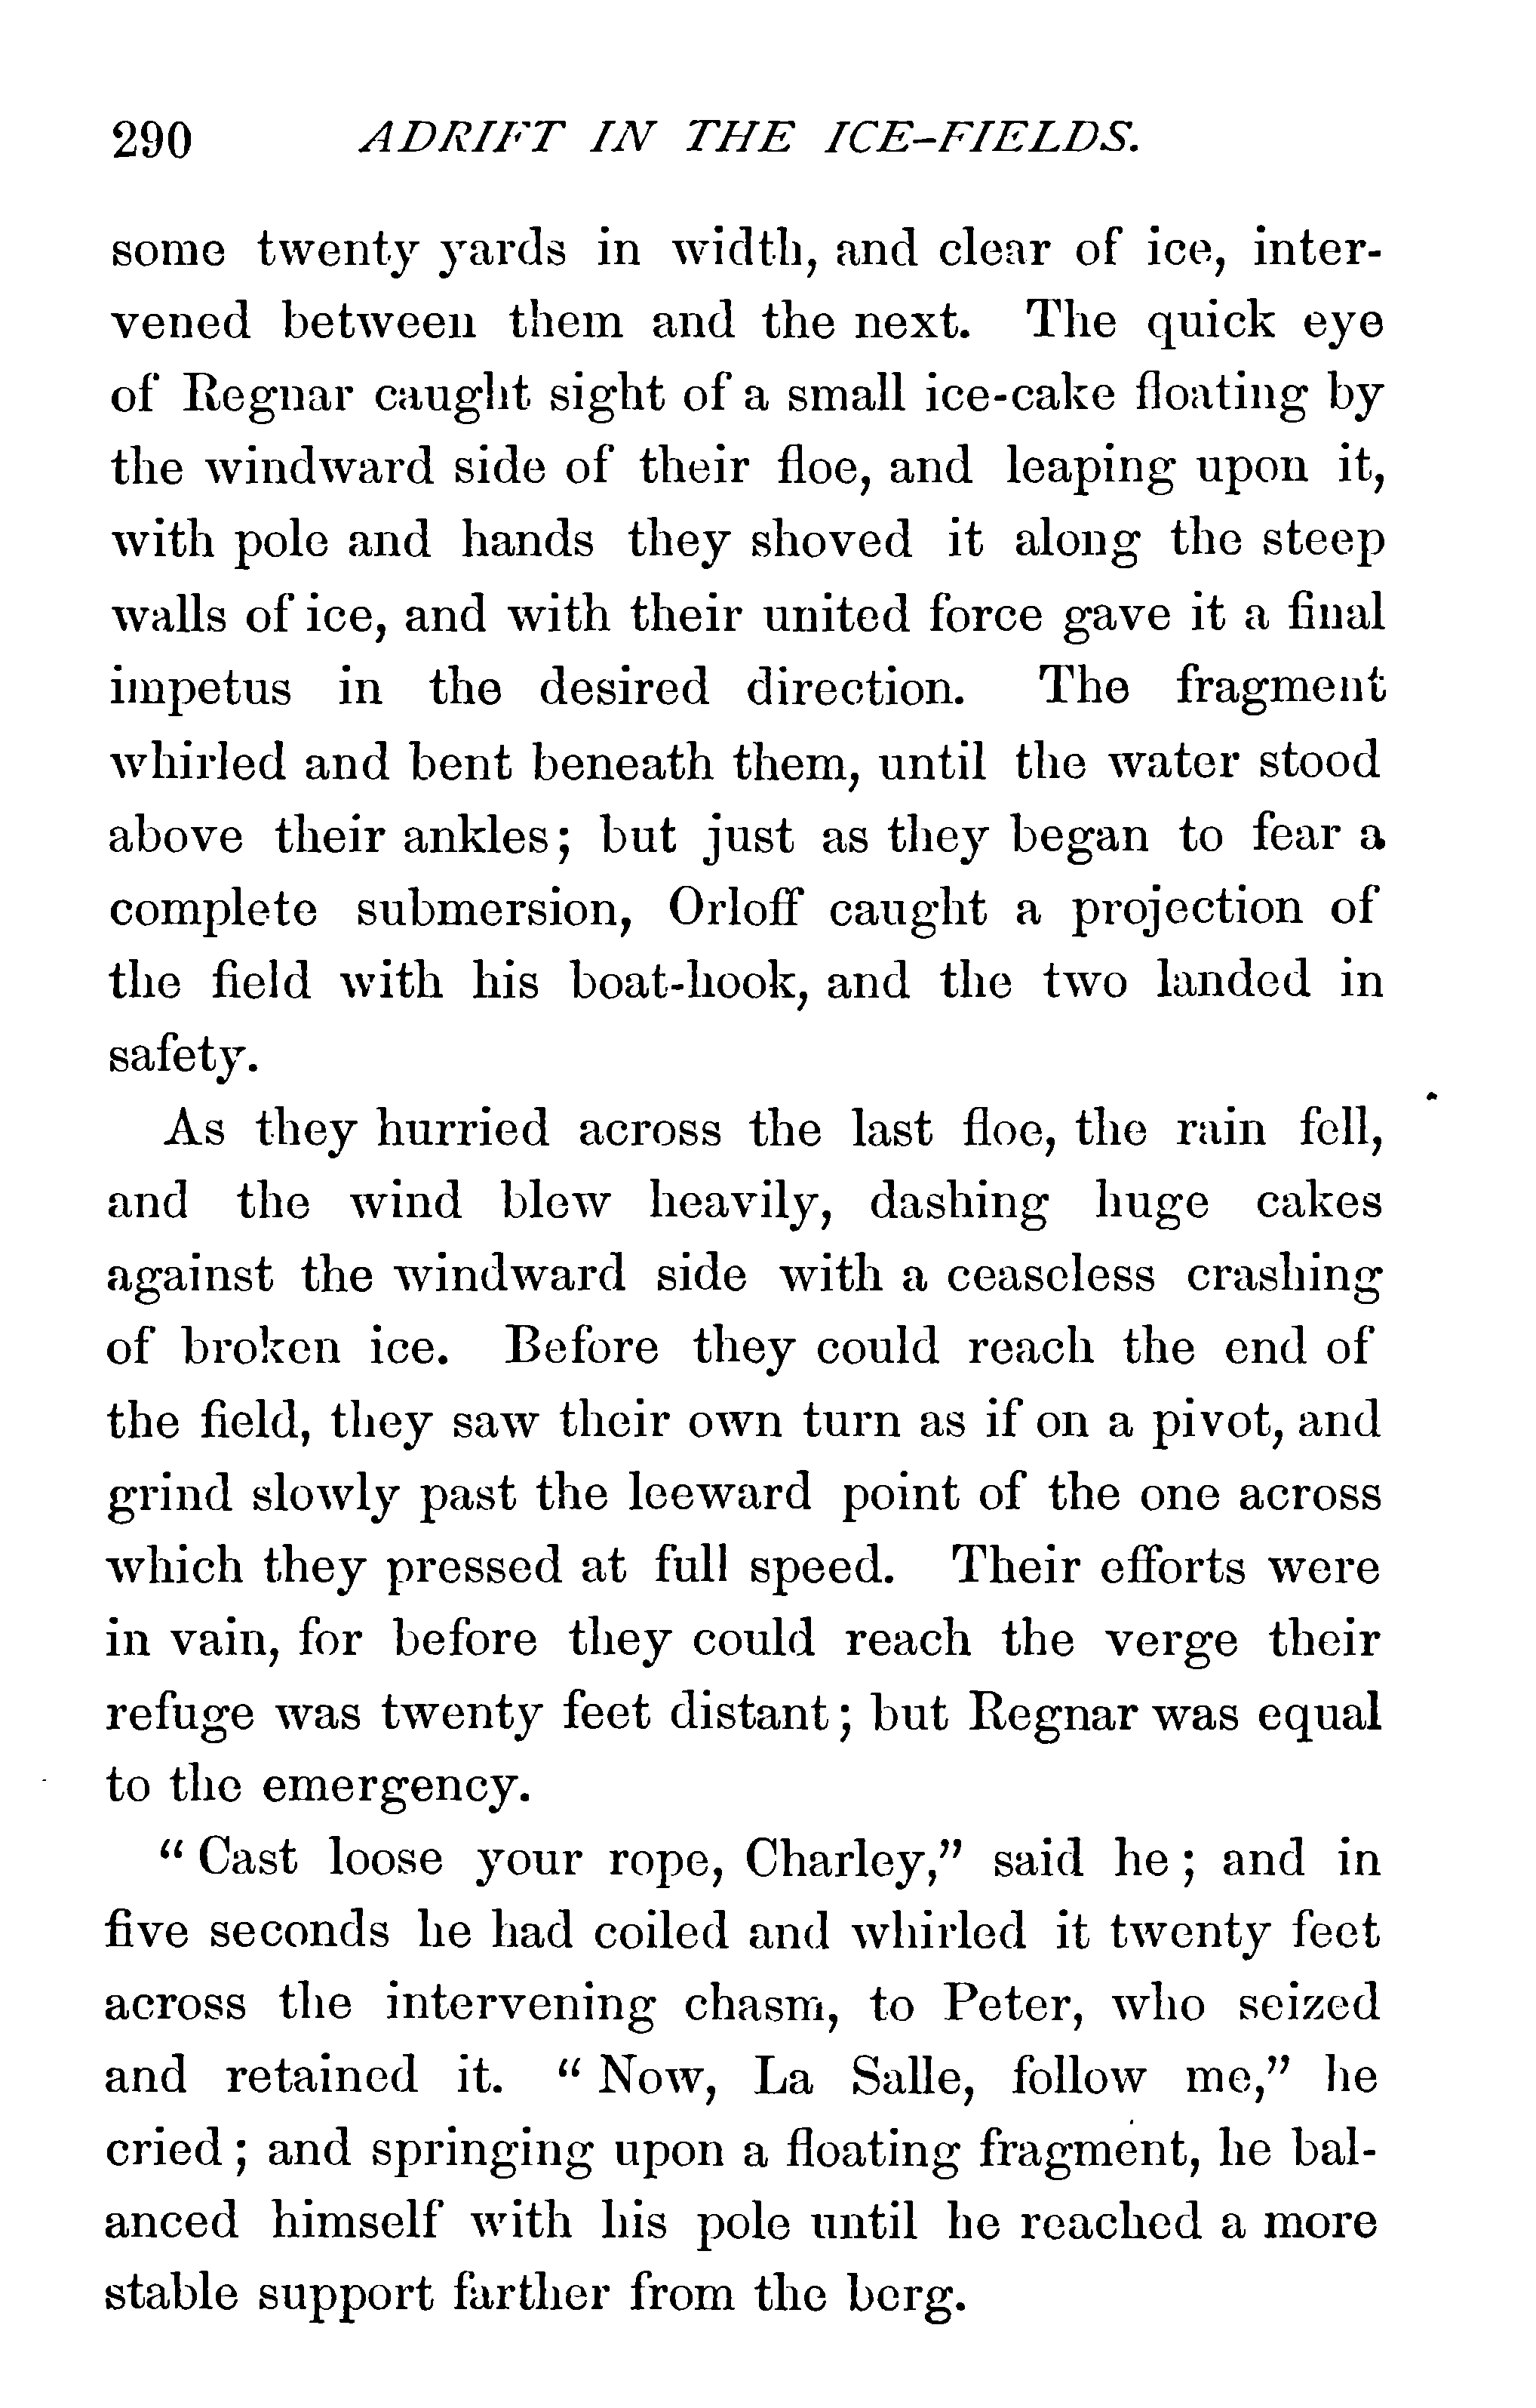 290 ADRIFT IN THE ICE-FIELDS.
some twenty yards in width, and clear of ice, inter-
vened between them and the next. The quick eye
of Regnar caught sight of a small ice-cake floating by
the windward side of their floe, and leaping upon it,
with pole and hands they shoved it along the steep
walls of ice, and with their united force gave it a final
impetus in the desired direction. The fragment
whirled and bent beneath them, until the water stood
above their ankles; but just as they began to fear a
complete submersion, Orloff caught a projection of
the field with his boat-hook, and the two landed in
safety.
As they hurried across the last floe, the rain fell,
and the wind blew heavily, dashing huge cakes
against the windward side with a ceaseless crashing
of broken ice. Before they could reach the end of
the field, they saw their own turn as if on a pivot, and
grind slowly past the leeward point of the one across
which they pressed at full speed. Their efforts were
in vain, for before they could reach the verge their
refuge was twenty feet distant; but Regnar was equal
to the emergency.
“Cast loose your rope, Charley,” said he; and in
five seconds he had coiled and whirled it twenty feet
across the intervening chasm, to Peter, who seized
and retained it. “Now, La Salle, follow me,” he
cried; and springing upon a floating fragment, he bal-
anced himself with his pole until he reached a more
stable support farther from the berg.